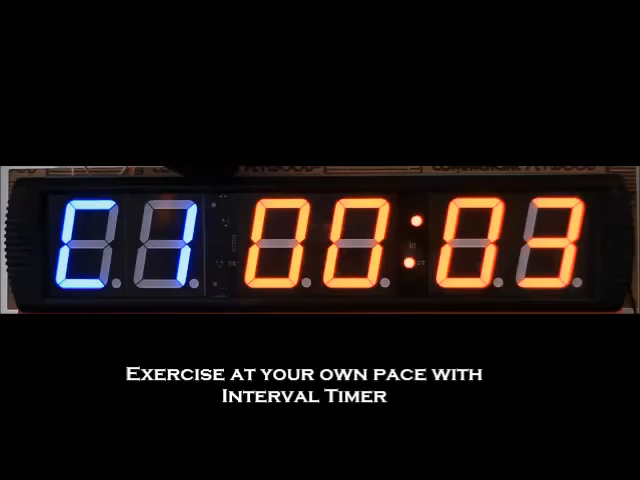 C1 00:03
Exercise at your own pace with
Interval Timer